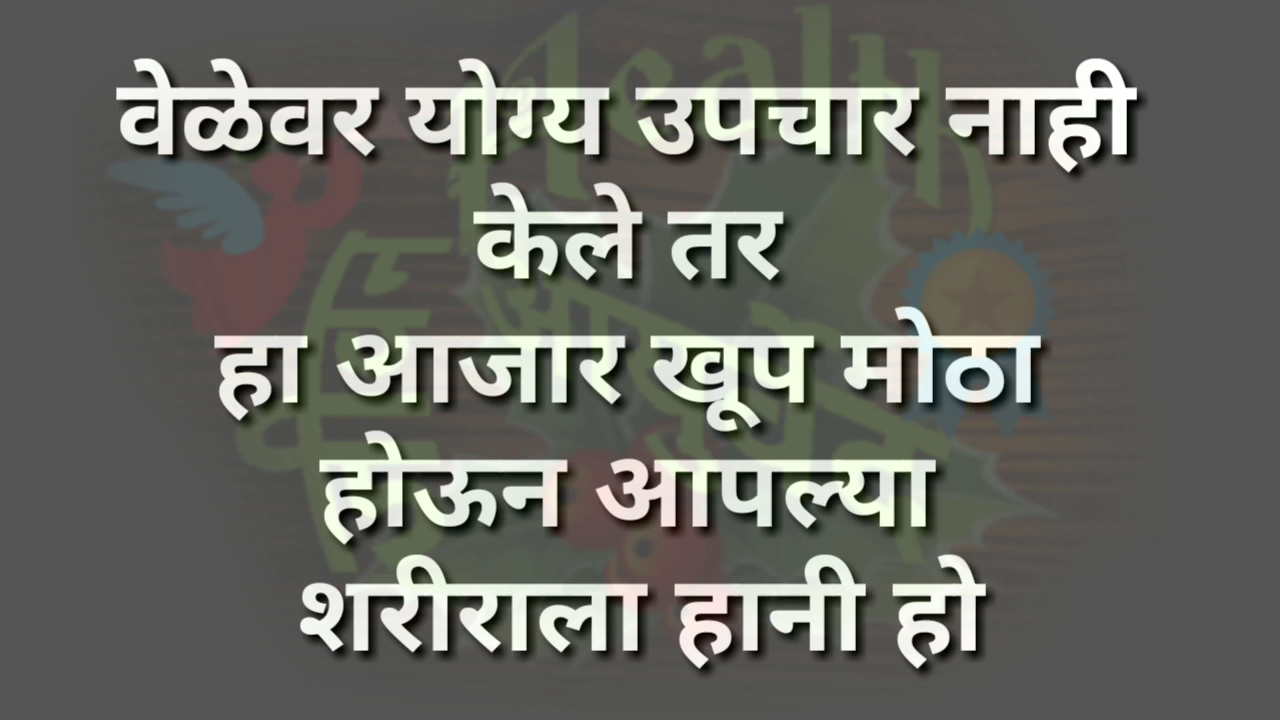 वेळेवर योग्य उपचार नाही
केले तर
हा आजार खूप मोठा
होऊन आपल्या
शरीराला हानी हो